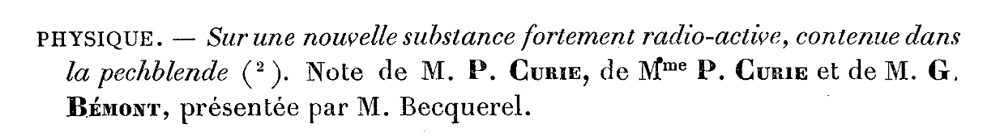 PHYSIQUE. — Sur une nouvelle substance fortement radio-active, contenue dans
la pechblende (²). Note de M. P. CURIE, de Mme P. CURIE et de M. G.
BÉMONT, présentée par M. Becquerel.